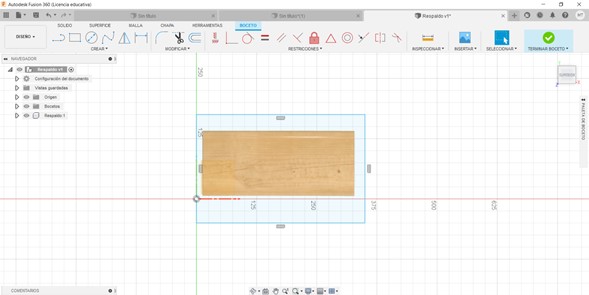 Autodesk Fusion 360 (Licencia educativa)
Sin título
Sin título*(1)
Respaldo v1*
SÓLIDO
SUPERFICIE
MALLA
CHAPA
HERRAMIENTAS
BOCETO
DISEÑO
CREAR
MODIFICAR
RESTRICCIONES
INSPECCIONAR
INSERTAR
SELECCIONAR
TERMINAR BOCETO
NAVEGADOR
Respaldo v1
Configuración del documento
Vistas guardadas
Origen
Bocetos
Respaldo 1
250
125
125
250
375
500
625
PALETA DE BOCETO
COMENTARIOS